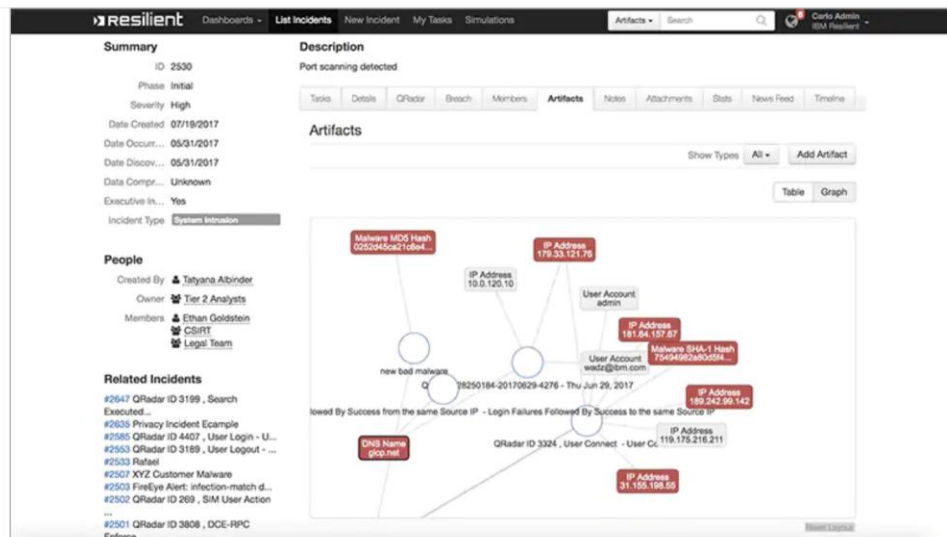 resilient Dashboards List Incidents New Incident My Tasks Simulations Artifacts Search 6 Carlo Admin
IBM Resilient
Summary
ID 2530
Phase Initial
Severity High
Date Created 07/19/2017
Date Occurr... 05/31/2017
Date Discov... 05/31/2017
Data Compr... Unknown
Executive In... Yes
Incident Type System Intrusion
People
Created By Tatyana Albinder
Owner Tier 2 Analysts
Members Ethan Goldstein
CSIRT
Legal Team
Related Incidents
#2647 QRadar ID 3199 , Search
Executed...
#2635 Privacy Incident Ecample
#2585 QRadar ID 4407 , User Login - U...
#2553 QRadar ID 3189 , User Logout - ...
#2533 Rafael
#2507 XYZ Customer Malware
#2503 FireEye Alert: infection-match d...
#2502 QRadar ID 269 , SIM User Action
...
#2501 QRadar ID 3808 , DCE-RPC
Description
Port scanning detected
Tasks Details QRadar Breach Members Artifacts Notes Attachments Stats News Feed Timeline
Artifacts
Show Types All Add Artifact
Table Graph
Malware MD5 Hash
0252d45ca21c8e4...
IP Address
179.33.121.76
IP Address
10.0.120.10
User Account
admin
IP Address
181.64.157.67
Malware SHA-1 Hash
75494982a80d5f4...
User Account
wadz@ibm.com
new bad malware
Q 28250184-20170629-4276 - Thu Jun 29, 2017
IP Address
189.242.99.142
lowed By Success from the same Source IP - Login Failures Followed By Success to the same Source IP
IP Address
119.175.216.211
DNS Name
gicp.net
QRadar ID 3324 , User Connect - User Co
IP Address
31.155.198.55
Reset Layout